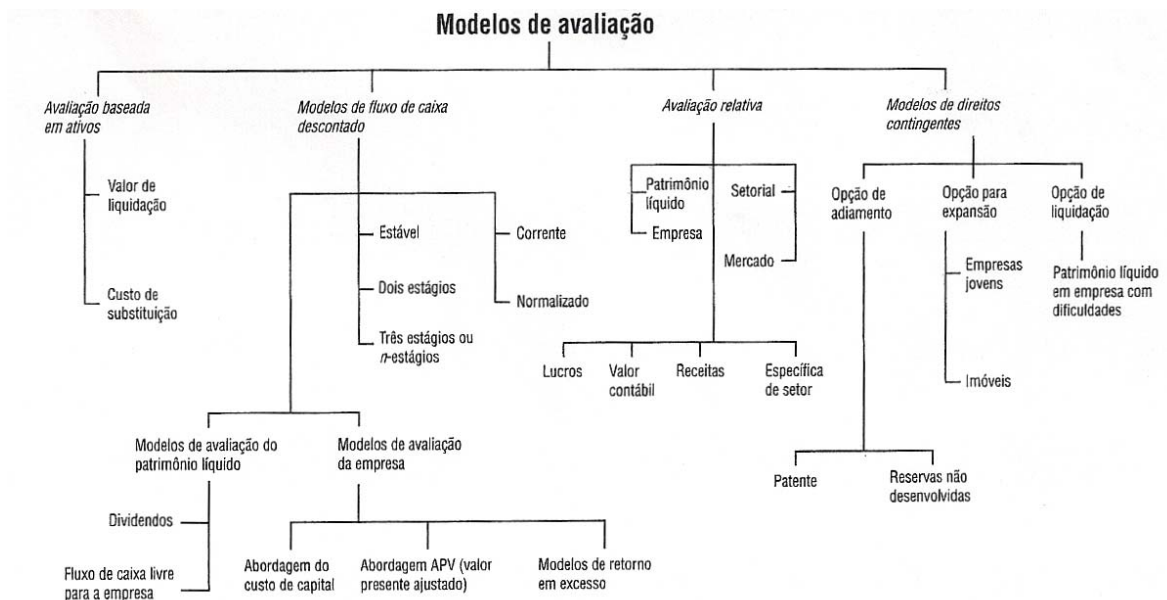 Modelos de avaliação
Avaliação baseada
em ativos
Modelos de fluxo de caixa
descontado
Avaliação relativa
Modelos de direitos
contingentes
Valor de
liquidação
Custo de
substituição
Estável
Dois estágios
Três estágios ou
n-estágios
Corrente
Normalizado
Patrimônio
líquido
Empresa
Setorial
Mercado
Lucros
Valor
contábil
Receitas
Específica
de setor
Opção de
adiamento
Opção para
expansão
Opção de
liquidação
Empresas
jovens
Imóveis
Patrimônio líquido
em empresa com
dificuldades
Patente
Reservas não
desenvolvidas
Modelos de avaliação do
patrimônio líquido
Modelos de avaliação
da empresa
Dividendos
Fluxo de caixa livre
para a empresa
Abordagem do
custo de capital
Abordagem APV (valor
presente ajustado)
Modelos de retorno
em excesso